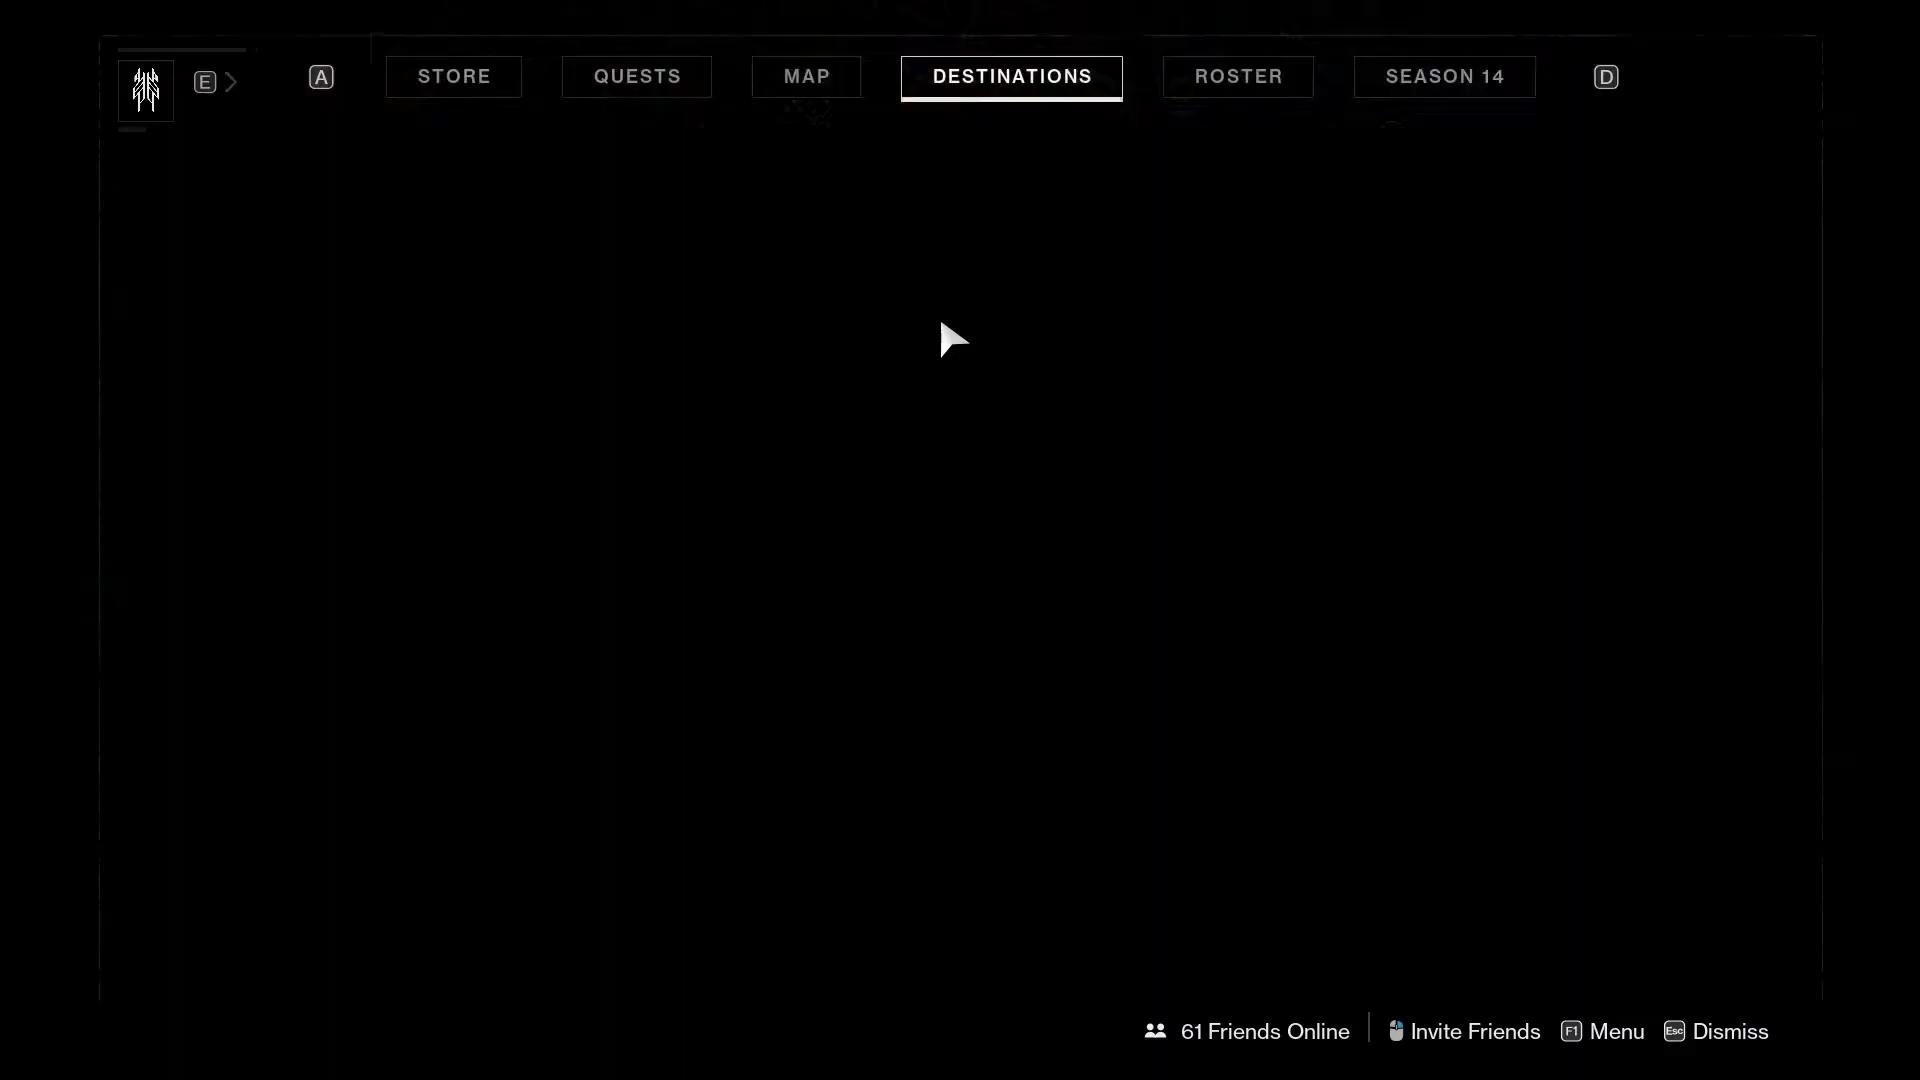 E A STORE QUESTS MAP DESTINATIONS ROSTER SEASON 14 D
61 Friends Online Invite Friends F1 Menu Esc Dismiss